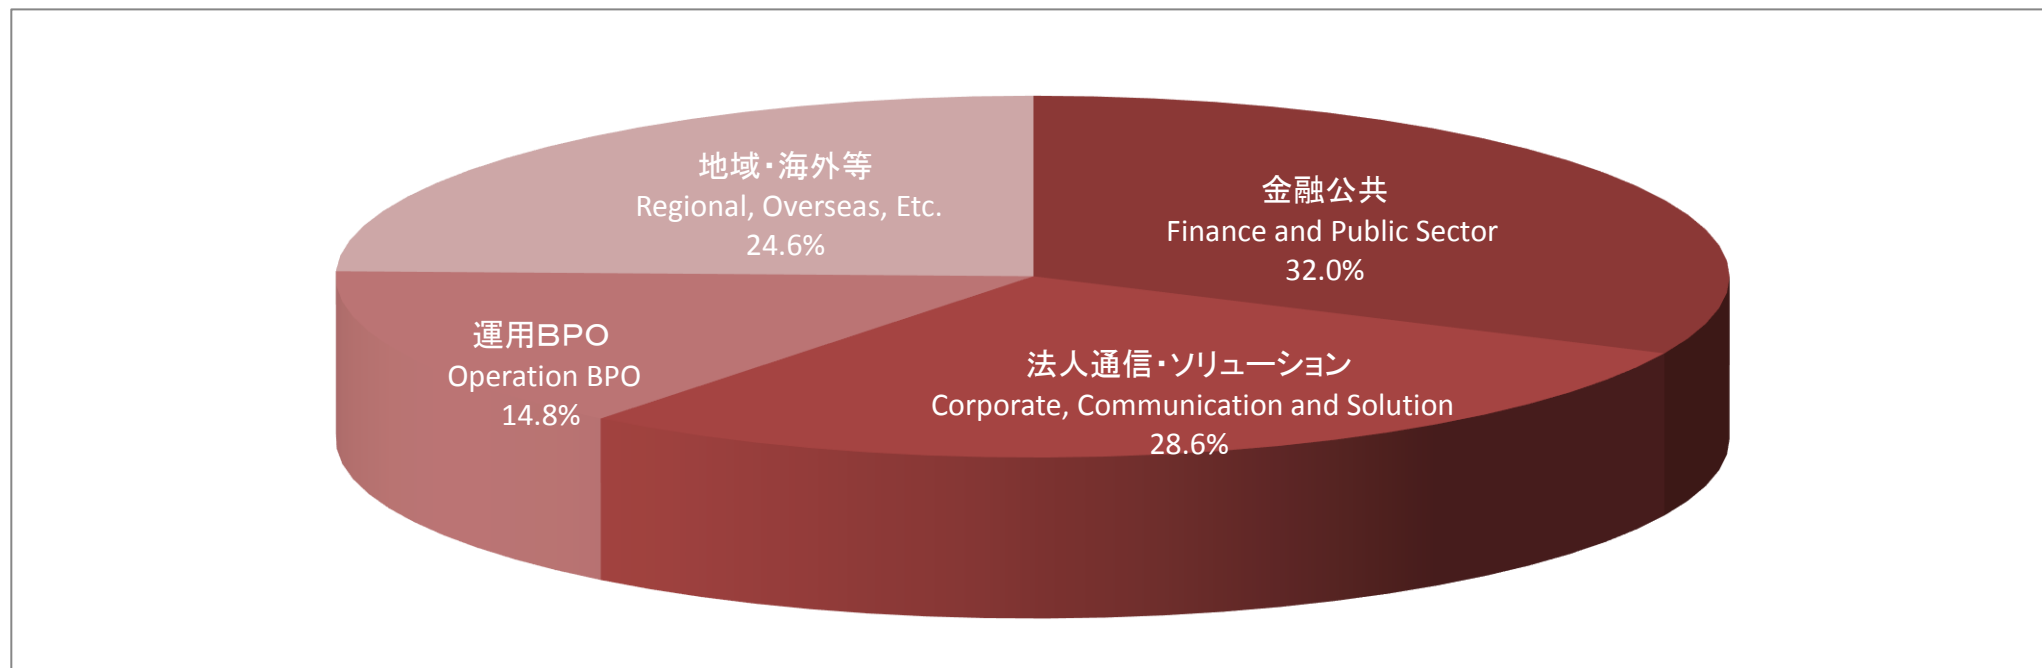 地域・海外等
Regional, Overseas, Etc.
24.6%
金融公共
Finance and Public Sector
32.0%
運用BPO
Operation BPO
14.8%
法人通信・ソリューション
Corporate, Communication and Solution
28.6%